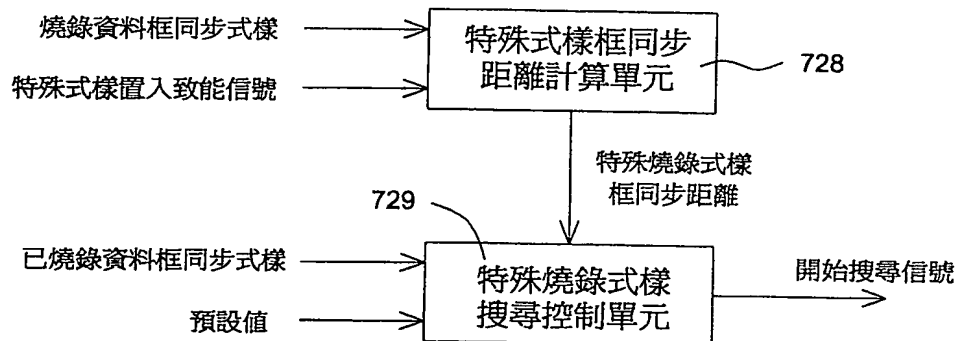 燒錄資料框同步式樣
特殊式樣置入致能信號
特殊式樣框同步
距離計算單元
728
特殊燒錄式樣
框同步距離
729
已燒錄資料框同步式樣
預設值
特殊燒錄式樣
搜尋控制單元
開始搜尋信號